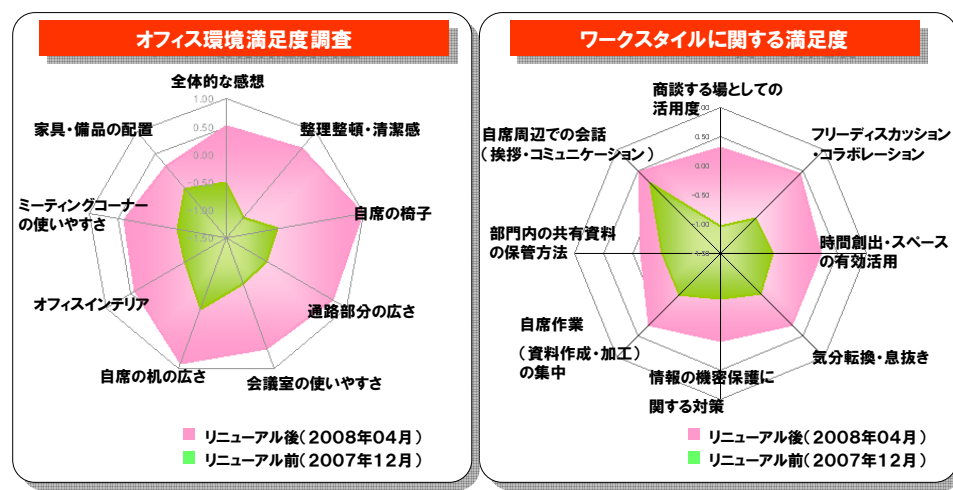 オフィス環境満足度調査
全体的な感想
1.00
0.50
0.00
-0.50
-1.00
-1.50
家具・備品の配置
整理整頓・清潔感
ミーティングコーナー
の使いやすさ
自席の椅子
オフィスインテリア
通路部分の広さ
自席の机の広さ
会議室の使いやすさ
リニューアル後(2008年04月)
リニューアル前(2007年12月)
ワークスタイルに関する満足度
商談する場としての
活用度
.00
0.50
0.00
-0.50
-1.00
.50
自席周辺での会話
(挨拶・コミュニケーション)
フリーディスカッション
・コラボレーション
部門内の共有資料
の保管方法
時間創出・スペース
の有効活用
自席作業
(資料作成・加工)
の集中
気分転換・息抜き
情報の機密保護に
関する対策
リニューアル後(2008年04月)
リニューアル前(2007年12月)